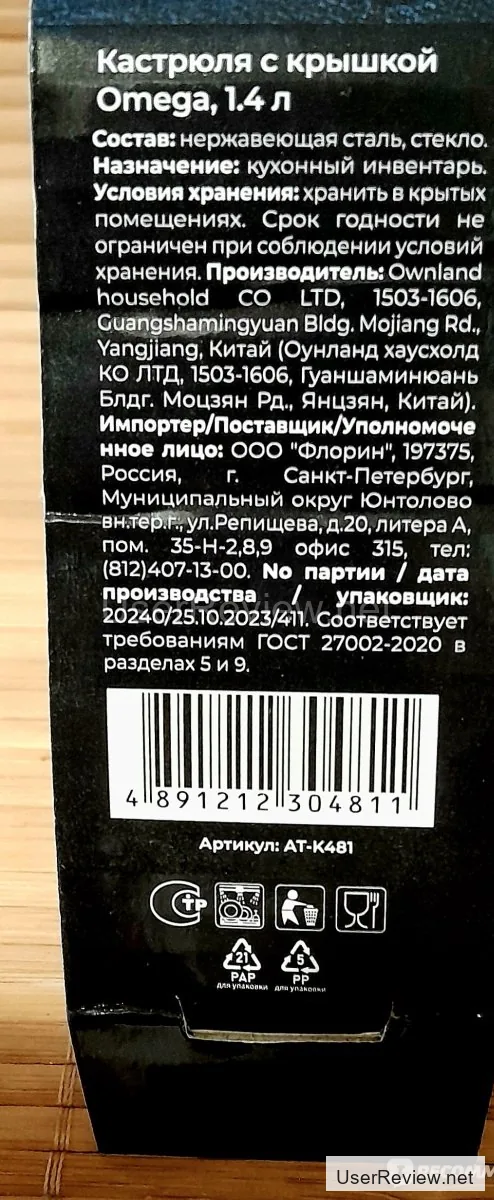 Кастрюля с крышкой
Omega, 1.4 л
Состав: нержавеющая сталь, стекло.
Назначение: кухонный инвентарь.
Условия хранения: хранить в крытых
помещениях. Срок годности не
ограничен при соблюдении условий
хранения. Производитель: Ownland
household CO LTD, 1503-1606,
Guangshamingyuan Bldg. Mojiang Rd.,
Yangjiang, Китай (Оунланд хаусхолд
КО ЛТД, 1503-1606, Гуаншаминюань
Блдг. Моцзян Рд., Янцзян, Китай).
Импортер/Поставщик/Уполномоче
нное лицо: ООО "Флорин", 197375,
Россия, г. Санкт-Петербург,
Муниципальный округ Юнтолово
вн.тер.г., ул.Репищева, д.20, литера А,
пом. 35-Н-2,8,9 офис 315, тел:
(812)407-13-00. No партии / дата
производства / упаковщик:
20240/25.10.2023/411. Соответствует
требованиям ГОСТ 27002-2020 в
разделах 5 и 9.
UserReview.net
4 891212 304811
Артикул: AT-K481
СТР
21
PAP
для упаковки
5
PP
для упаковки
UserReview.net